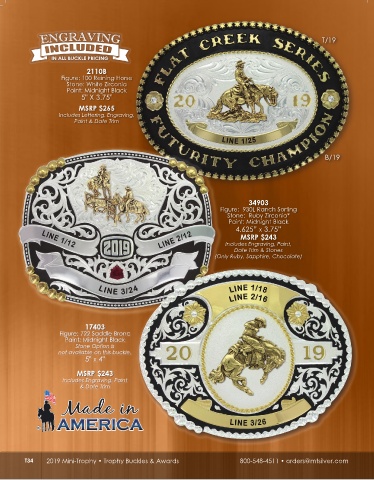 ENGRAVING
INCLUDED
IN ALL BUCKLE PRICING
T/19
FLAT CREEK SERIES
20 19
LINE 1/25
FUTURITY CHAMPION
B/19
2110B
Figure: 100 Reining Horse
Stone: White Zirconia
Paint: Midnight Black
5" X 3.75"
MSRP $265
Includes Lettering, Engraving,
Paint & Date Trim
34903
Figure: 930L Ranch Sorting
Stone: Ruby Zirconia*
Paint: Midnight Black
4.625" x 3.75"
MSRP $243
Includes Engraving, Paint,
Date Trim & Stones
(Only Ruby, Sapphire, Chocolate)
LINE 1/12
2019
LINE 2/12
LINE 3/24
17403
Figure: 722 Saddle Bronc
Paint: Midnight Black
Stone Option is
not available on this buckle.
5" x 4"
MSRP $243
Includes Engraving, Paint
& Date Trim
LINE 1/18
LINE 2/16
20 19
LINE 3/26
Made in
AMERICA
T34 2019 Mini-Trophy • Trophy Buckles & Awards 800-548-4511 • orders@mtsilver.com